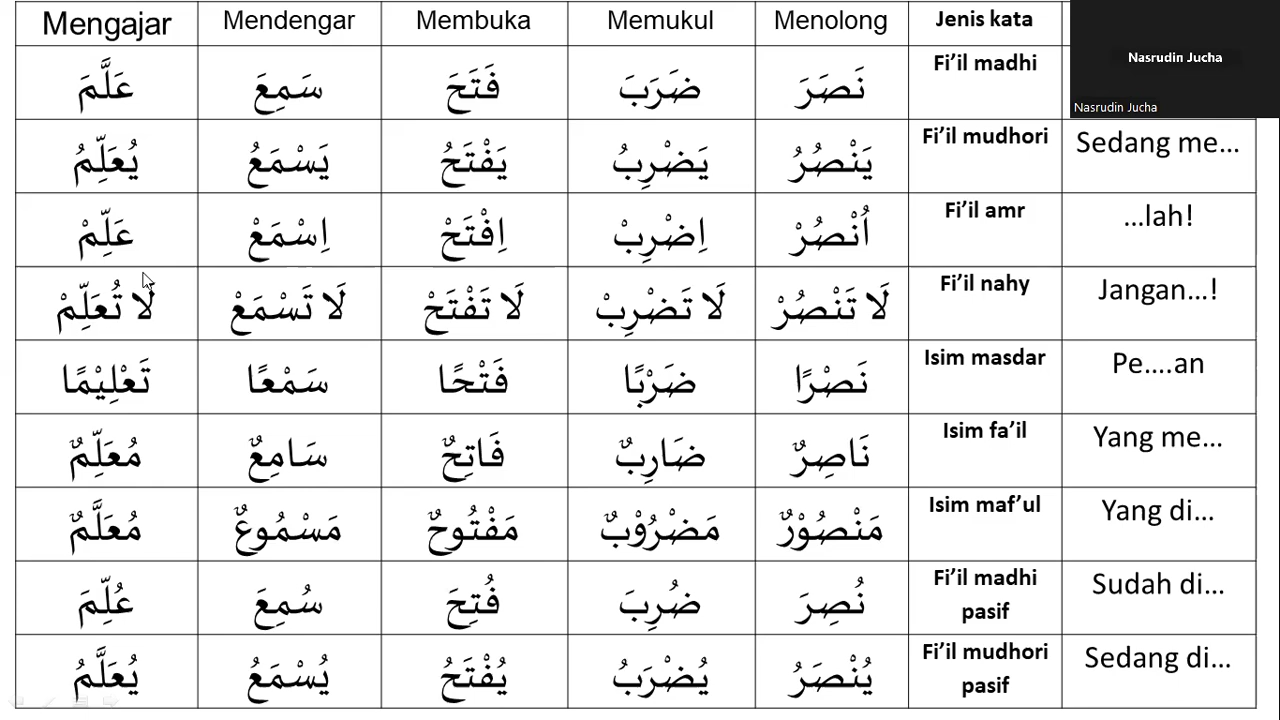 Mengajar Mendengar Membuka Memukul Menolong Jenis kata
Nasrudin Jucha
Nasrudin Jucha
عَلَّمَ سَمِعَ فَتَحَ ضَرَبَ نَصَرَ Fi’il madhi
يُعَلِّمُ يَسْمَعُ يَفْتَحُ يَضْرِبُ يَنْصُرُ Fi’il mudhori Sedang me...
عَلِّمْ اِسْمَعْ اِفْتَحْ اِضْرِبْ اُنْصُرْ Fi’il amr ...lah!
لَا تُعَلِّمْ لَا تَسْمَعْ لَا تَفْتَحْ لَا تَضْرِبْ لَا تَنْصُرْ Fi’il nahy Jangan...!
تَعْلِيْمًا سَمْعًا فَتْحًا ضَرْبًا نَصْرًا Isim masdar Pe....an
مُعَلِّمٌ سَامِعٌ فَاتِحٌ ضَارِبٌ نَاصِرٌ Isim fa’il Yang me...
مُعَلَّمٌ مَسْمُوعٌ مَفْتُوحٌ مَضْرُوْبٌ مَنْصُوْرٌ Isim maf’ul Yang di...
عُلِّمَ سُمِعَ فُتِحَ ضُرِبَ نُصِرَ Fi’il madhi pasif Sudah di...
يُعَلَّمُ يُسْمَعُ يُفْتَحُ يُضْرَبُ يُنْصَرُ Fi’il mudhori pasif Sedang di...